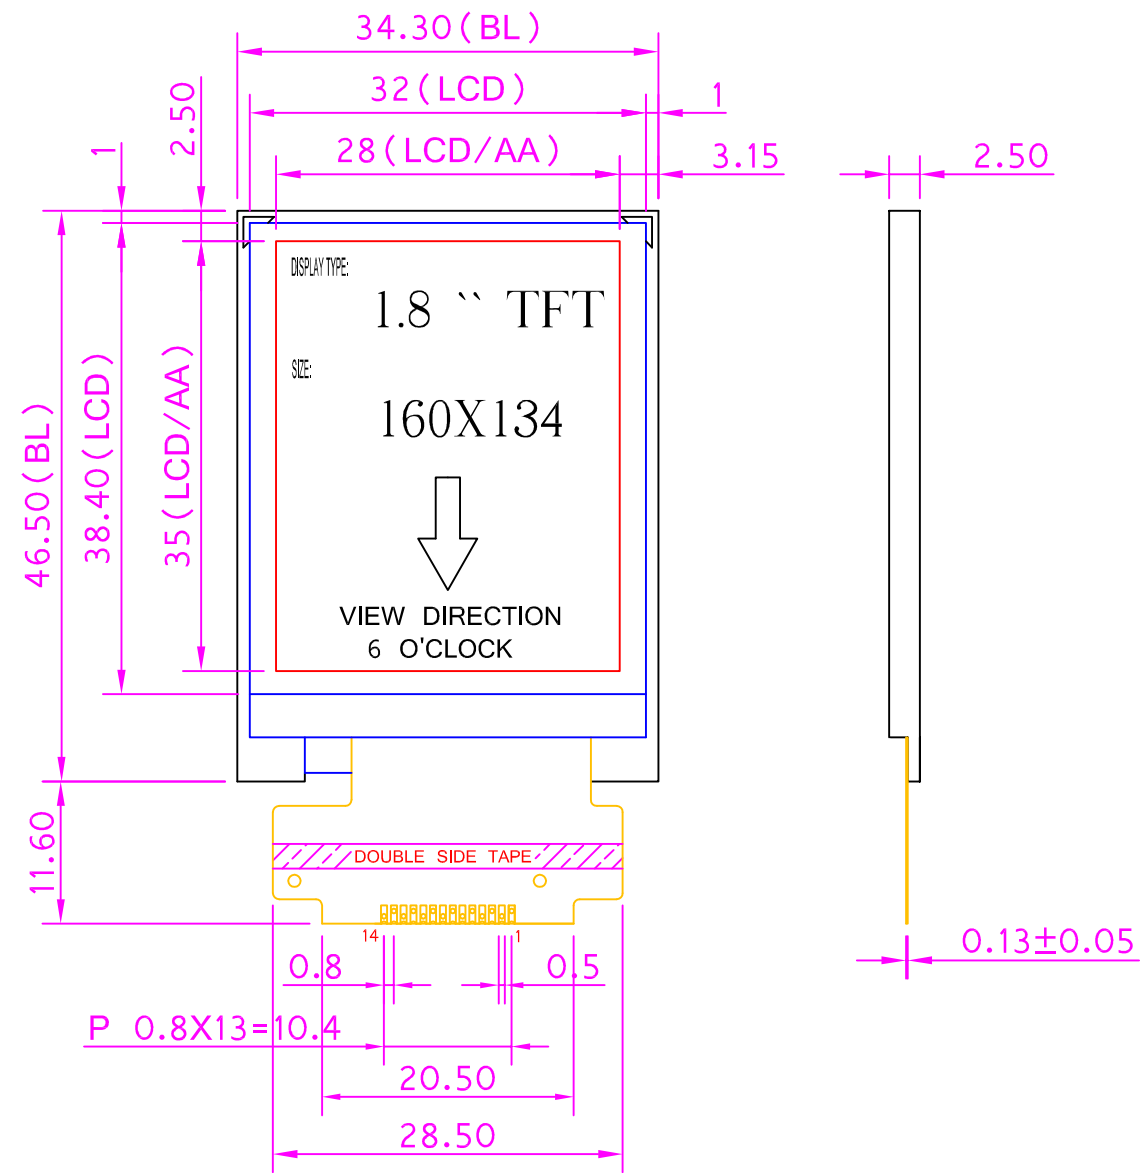 34.30(BL)
32(LCD)
1
2.50
1
28(LCD/AA)
3.15
2.50
DISPLAY TYPE:
1.8 `` TFT
SIZE:
160X134
46.50(BL)
38.40(LCD)
35(LCD/AA)
VIEW DIRECTION
6 O'CLOCK
11.60
DOUBLE SIDE TAPE
14
1
0.8
0.5
0.13±0.05
P 0.8X13=10.4
20.50
28.50